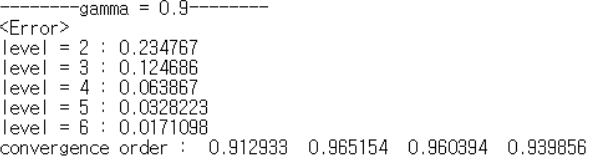 --------gamma = 0.9--------
<Error>
level = 2 : 0.234767
level = 3 : 0.124686
level = 4 : 0.063867
level = 5 : 0.0328223
level = 6 : 0.0171098
convergence order :  0.912933  0.965154  0.960394  0.939856